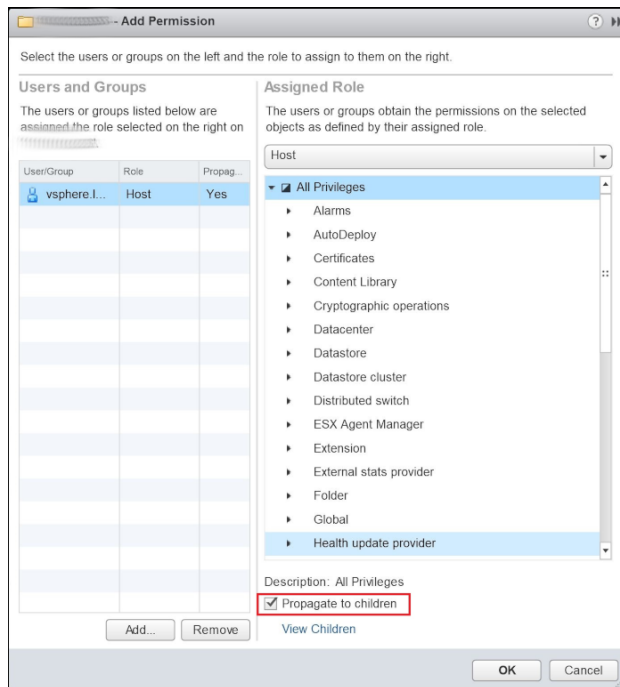 - Add Permission
Select the users or groups on the left and the role to assign to them on the right.
Users and Groups
The users or groups listed below are
assigned the role selected on the right on
User/Group Role Propag...
vsphere.l... Host Yes
Add... Remove
Assigned Role
The users or groups obtain the permissions on the selected
objects as defined by their assigned role.
Host
All Privileges
Alarms
AutoDeploy
Certificates
Content Library
Cryptographic operations
Datacenter
Datastore
Datastore cluster
Distributed switch
ESX Agent Manager
Extension
External stats provider
Folder
Global
Health update provider
Description: All Privileges
Propagate to children
View Children
OK Cancel